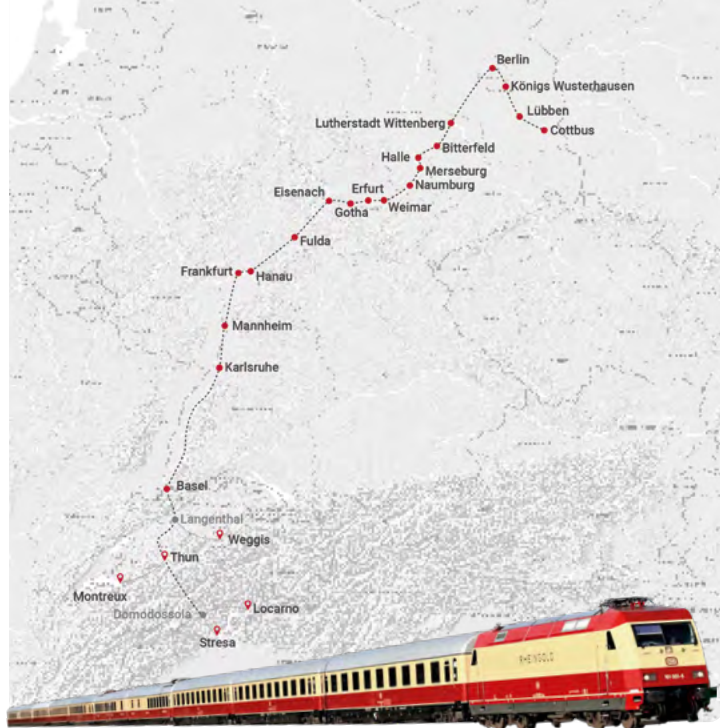 Berlin
Königs Wusterhausen
Lübben
Lutherstadt Wittenberg
Cottbus
Bitterfeld
Halle
Merseburg
Naumburg
Eisenach
Erfurt
Gotha
Weimar
Fulda
Frankfurt
Hanau
Mannheim
Karlsruhe
Basel
Langenthal
Weggis
Thun
Montreux
Locarno
Domodossola
Stresa
RHEINGOLD